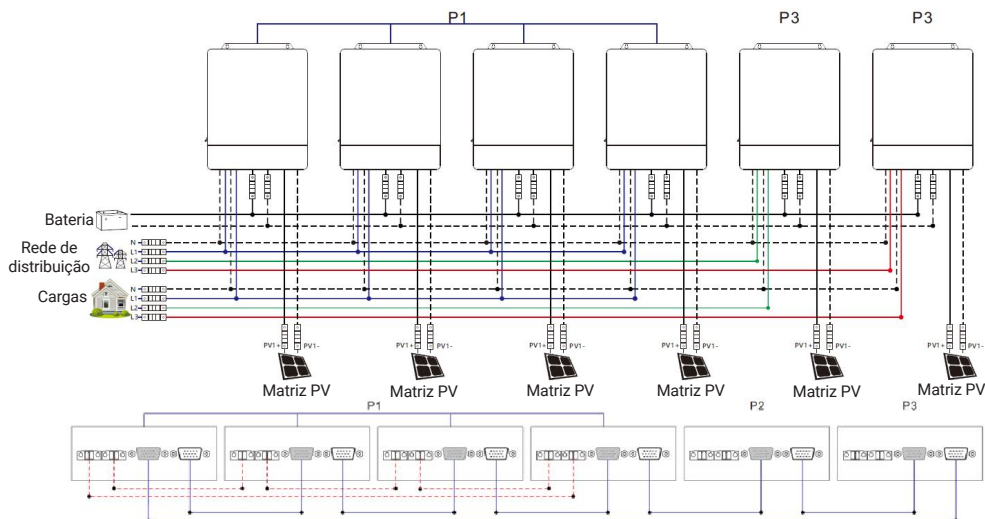 P1 P3 P3
Bateria
Rede de
distribuição
N
L1
L2
L3
Cargas
N
L1
L2
L3
PV1+ PV1- PV1+ PV1- PV1+ PV1- PV1+ PV1- PV1+ PV1- PV1+ PV1-
Matriz PV Matriz PV Matriz PV Matriz PV Matriz PV Matriz PV
P1 P2 P3